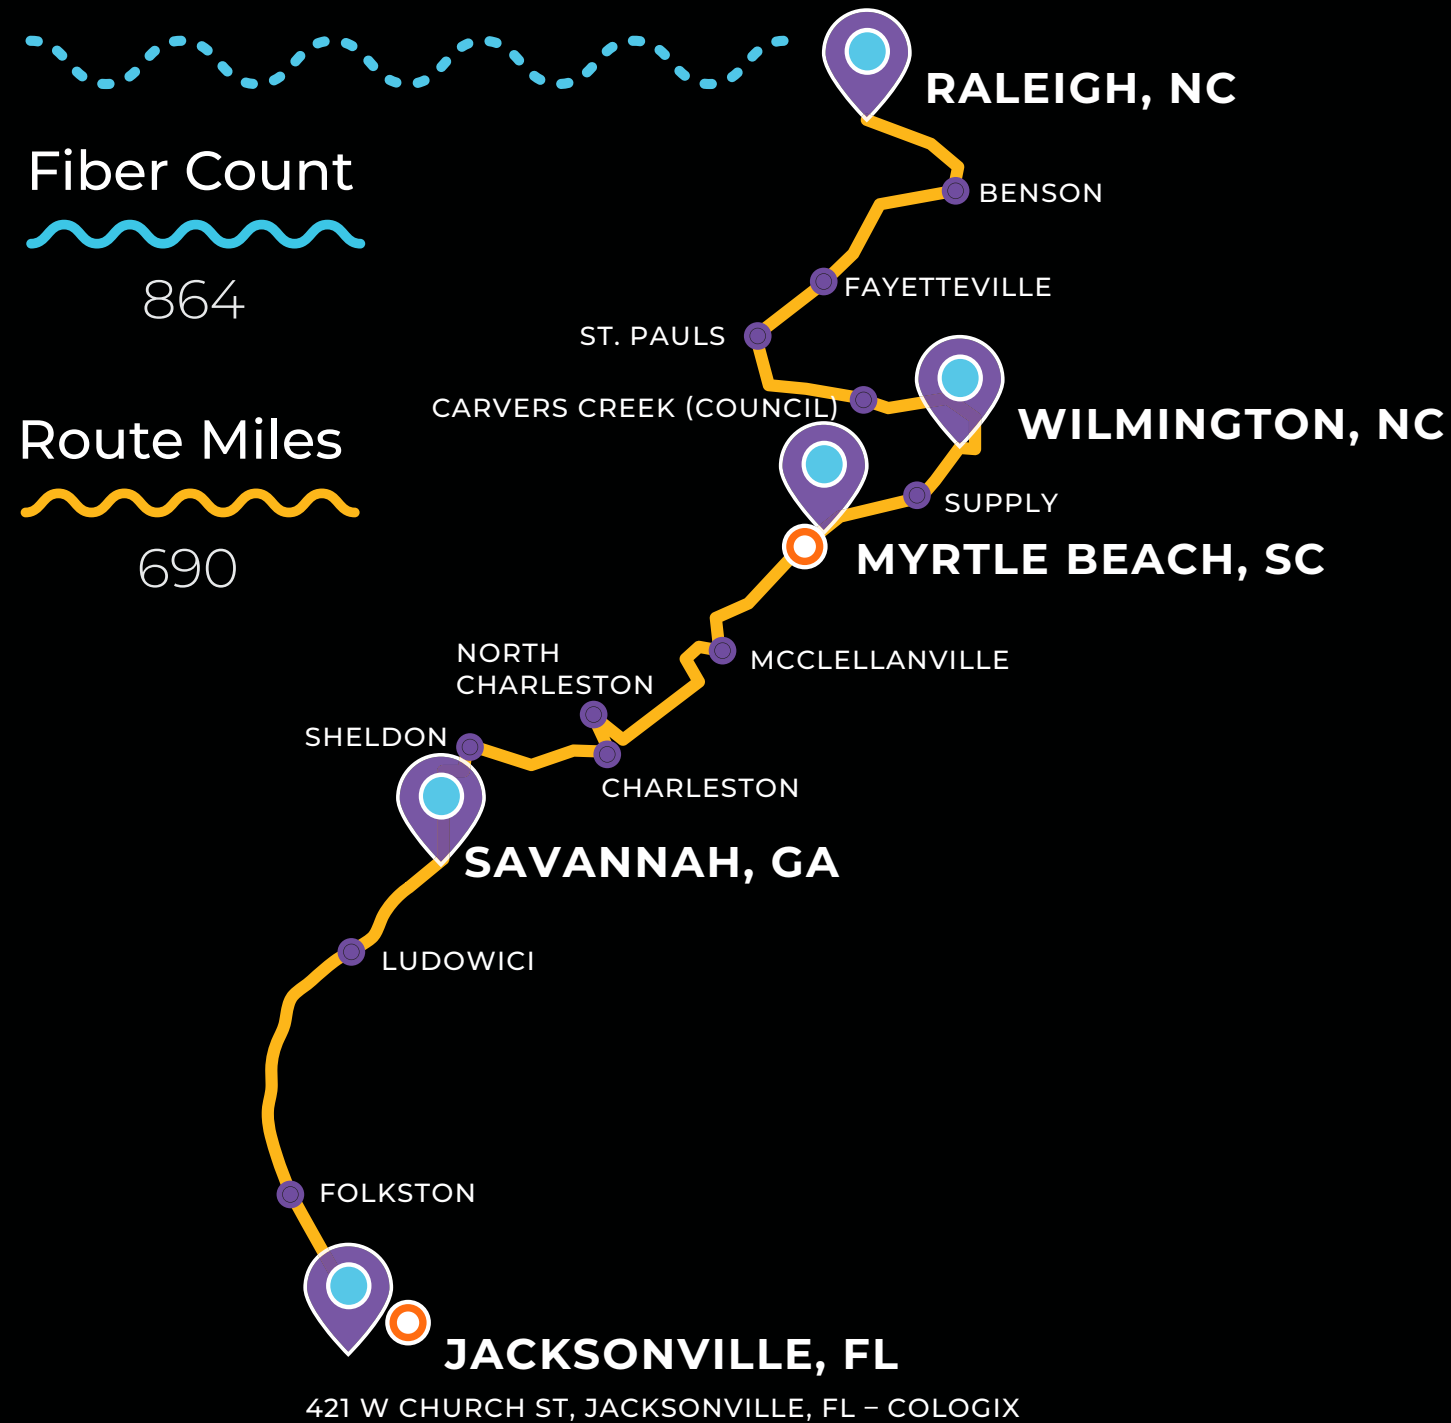 RALEIGH, NC
Fiber Count
BENSON
864
FAYETTEVILLE
ST. PAULS
CARVERS CREEK (COUNCIL)
WILMINGTON, NC
Route Miles
SUPPLY
690
MYRTLE BEACH, SC
NORTH
CHARLESTON
MCCLELLANVILLE
SHELDON
CHARLESTON
SAVANNAH, GA
LUDOWICI
FOLKSTON
JACKSONVILLE, FL
421 W CHURCH ST, JACKSONVILLE, FL – COLOGIX